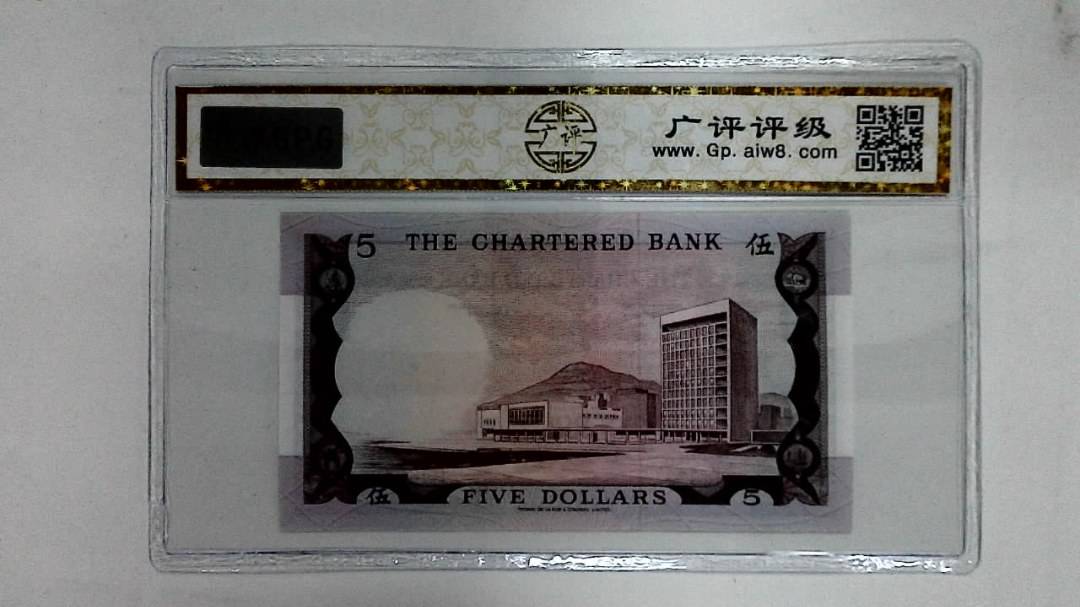 广评
广评评级
www. Gp. aiw8. com
5 THE CHARTERED BANK 伍
伍 FIVE DOLLARS 5